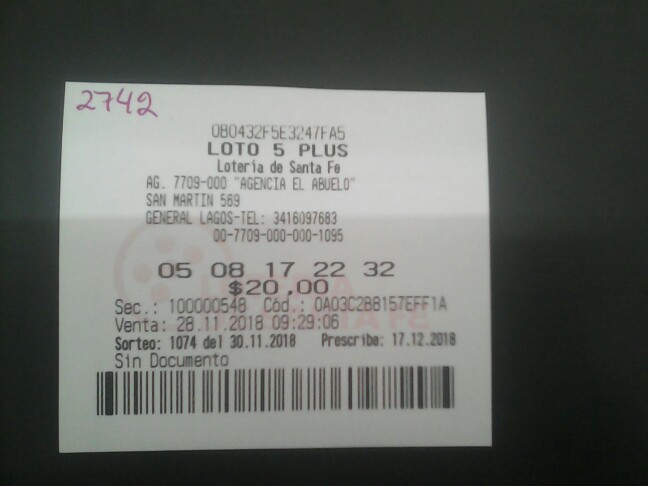 2742
0B0432F5E3247FA5
LOTO 5 PLUS
Lotería de Santa Fe
AG. 7709-000 "AGENCIA EL ABUELO"
SAN MARTIN 569
GENERAL LAGOS-TEL: 3416097683
00-7709-000-000-1095
05 08 17 22 32
$20.00
Sec.: 100000548 Cód.: 0A03C2B8157EFF1A
Venta: 28.11.2018 09:29:06
Sorteo: 1074 del 30.11.2018 Prescribe: 17.12.2018
Sin Documento